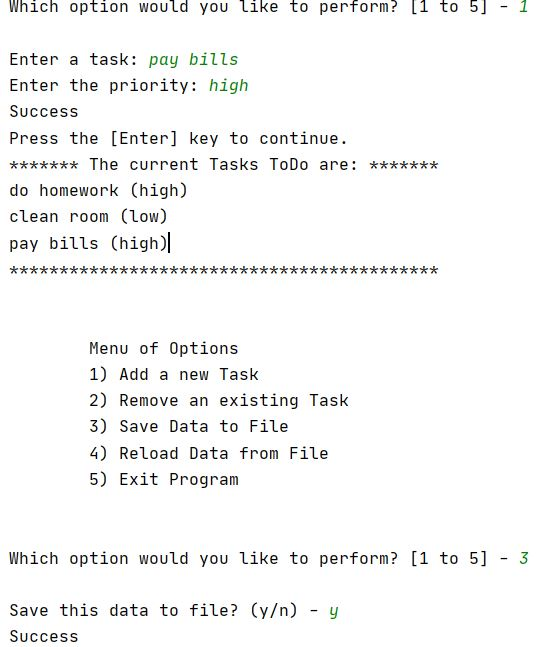 Which option would you like to perform? [1 to 5] - 1
Enter a task: pay bills
Enter the priority: high
Success
Press the [Enter] key to continue.
******* The current Tasks ToDo are: *******
do homework (high)
clean room (low)
pay bills (high)
*******************************************
Menu of Options
1) Add a new Task
2) Remove an existing Task
3) Save Data to File
4) Reload Data from File
5) Exit Program
Which option would you like to perform? [1 to 5] - 3
Save this data to file? (y/n) - y
Success